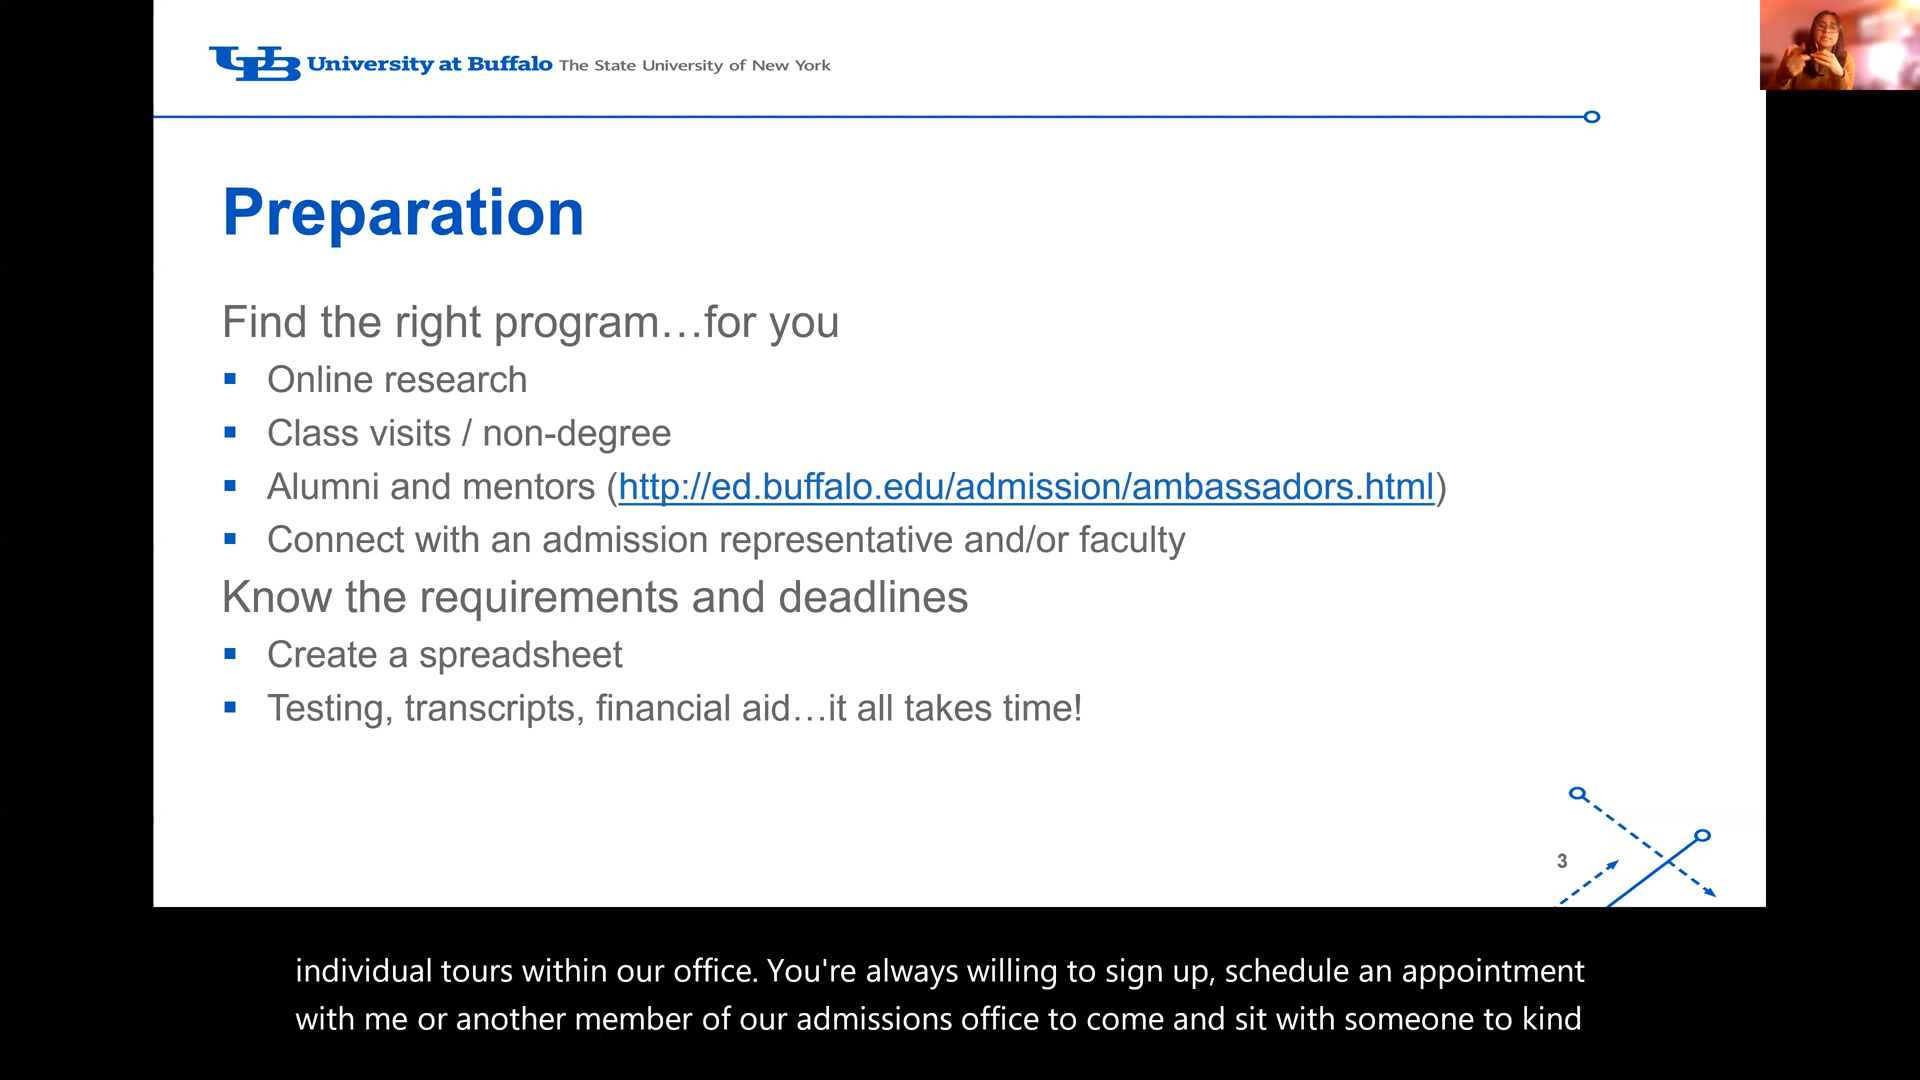 UB University at Buffalo The State University of New York
Preparation
Find the right program…for you
Online research
Class visits / non-degree
Alumni and mentors (http://ed.buffalo.edu/admission/ambassadors.html)
Connect with an admission representative and/or faculty
Know the requirements and deadlines
Create a spreadsheet
Testing, transcripts, financial aid…it all takes time!
3
individual tours within our office. You're always willing to sign up, schedule an appointment
with me or another member of our admissions office to come and sit with someone to kind